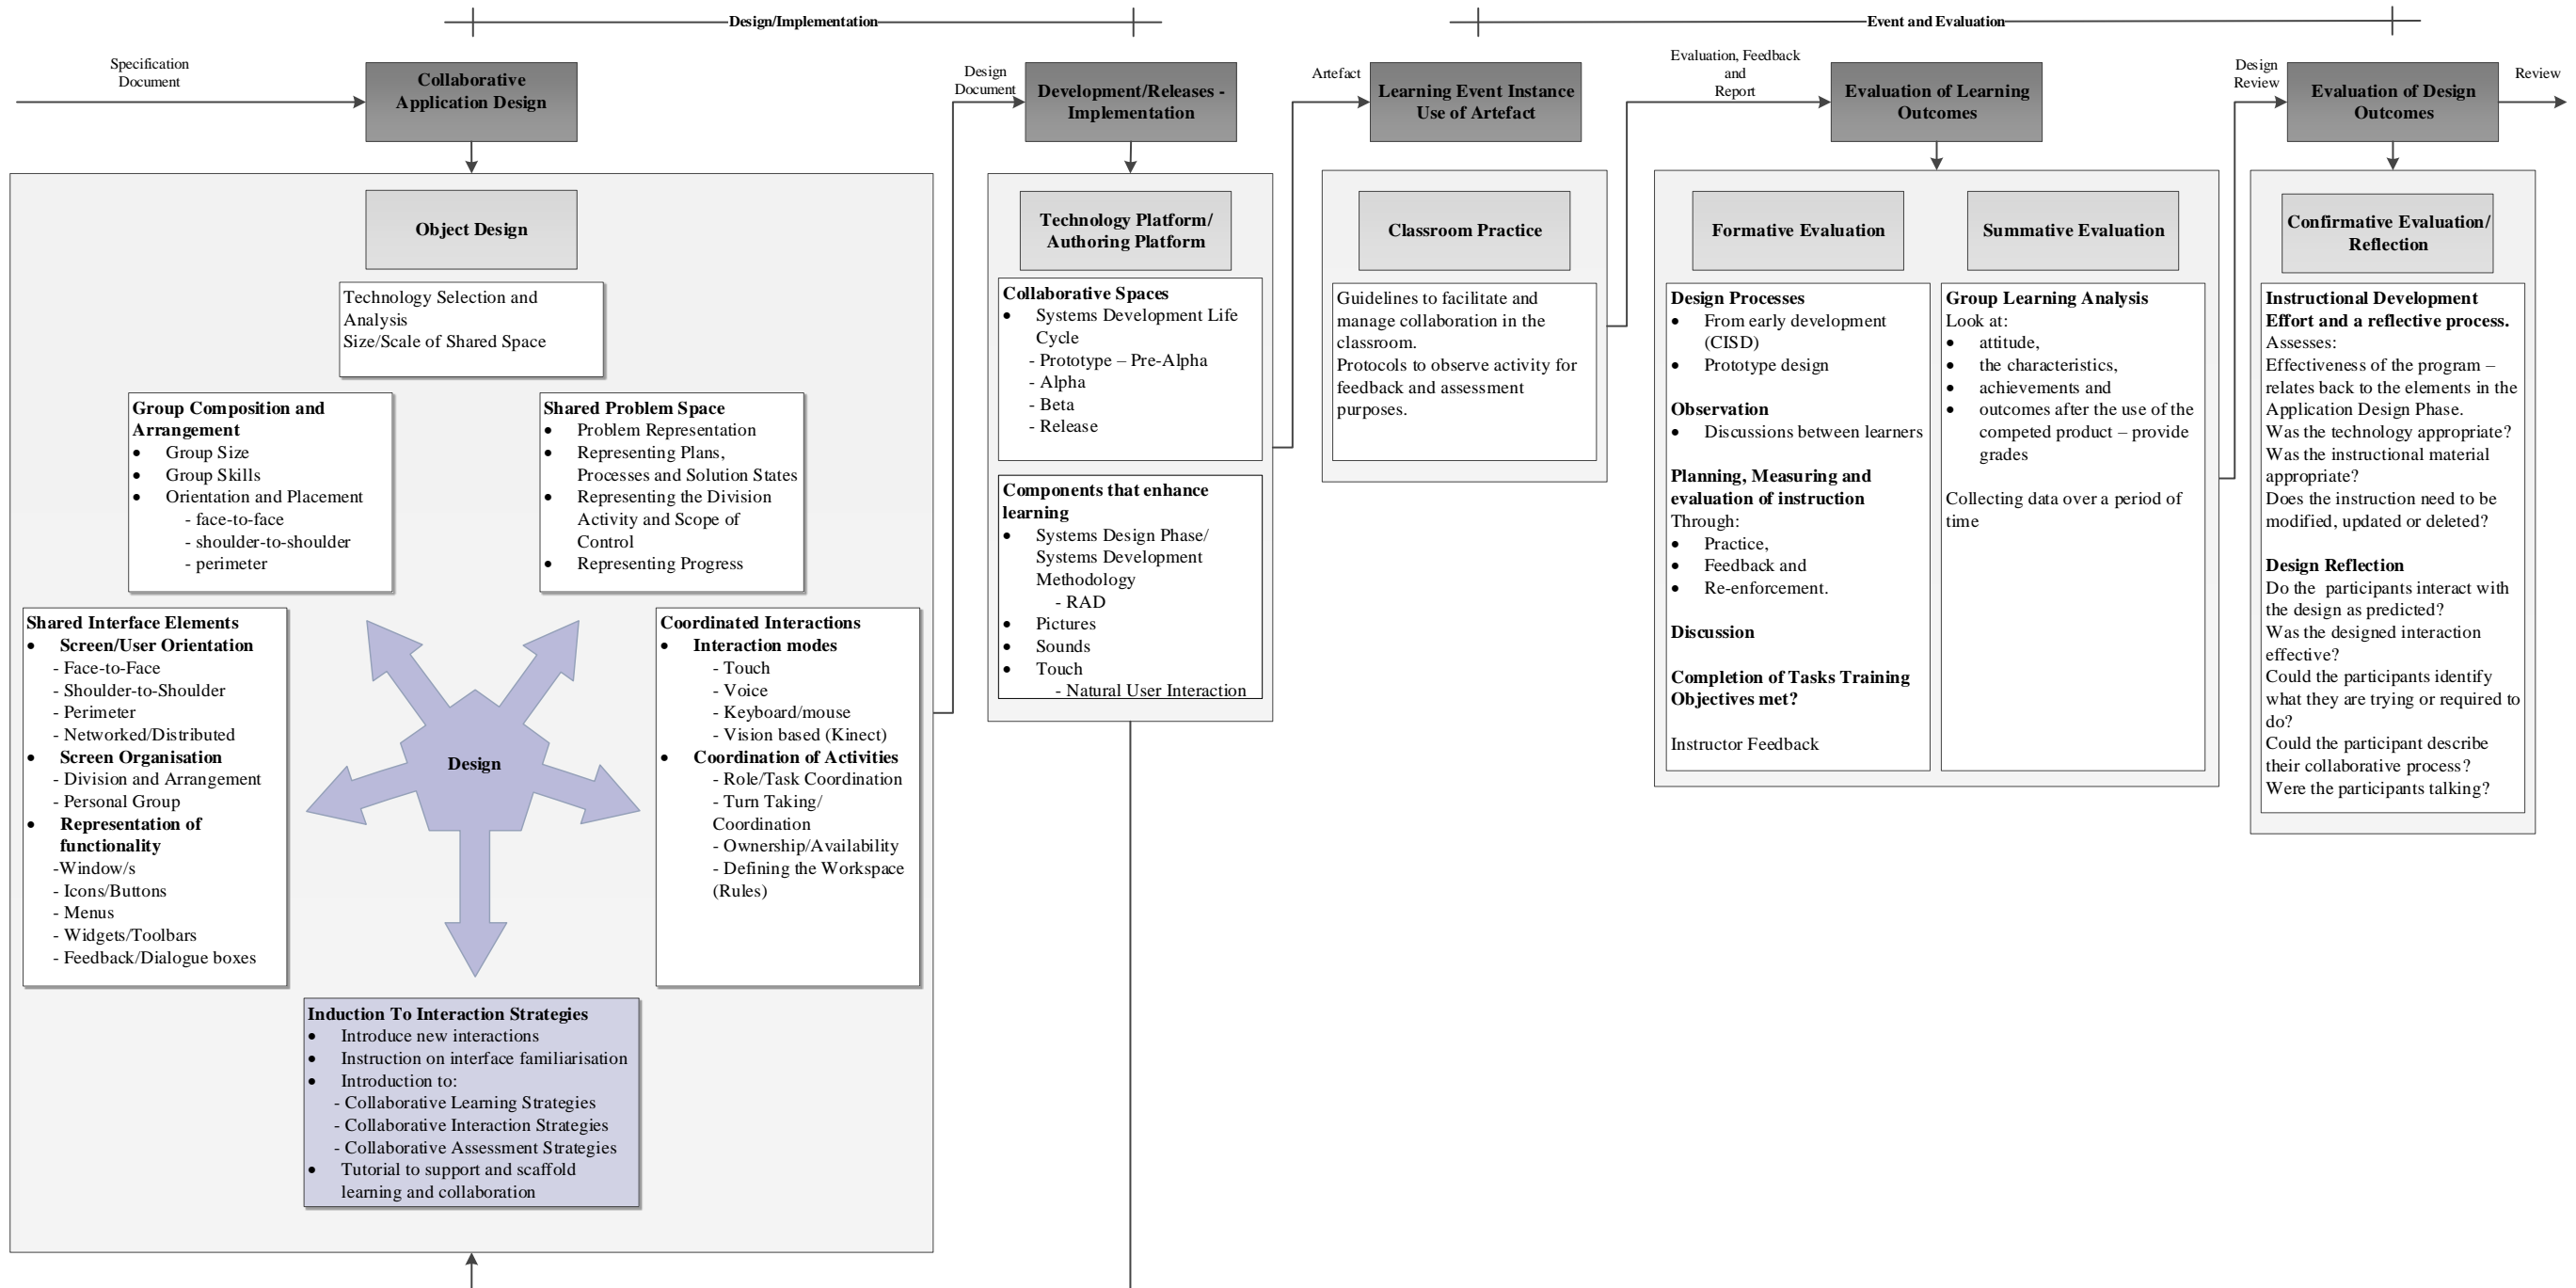 Design/Implementation
Event and Evaluation
Specification
Document
Collaborative
Application Design
Design
Document
Development/Releases -
Implementation
Artefact
Learning Event Instance
Use of Artefact
Evaluation, Feedback
and
Report
Evaluation of Learning
Outcomes
Design
Review
Evaluation of Design
Outcomes
Review
Object Design
Technology Selection and
Analysis
Size/Scale of Shared Space
Group Composition and
Arrangement
• Group Size
• Group Skills
• Orientation and Placement
- face-to-face
- shoulder-to-shoulder
- perimeter
Shared Problem Space
• Problem Representation
• Representing Plans,
Processes and Solution States
• Representing the Division
Activity and Scope of
Control
• Representing Progress
Shared Interface Elements
• Screen/User Orientation
- Face-to-Face
- Shoulder-to-Shoulder
- Perimeter
- Networked/Distributed
• Screen Organisation
- Division and Arrangement
- Personal Group
• Representation of
functionality
-Window/s
- Icons/Buttons
- Menus
- Widgets/Toolbars
- Feedback/Dialogue boxes
Design
Coordinated Interactions
• Interaction modes
- Touch
- Voice
- Keyboard/mouse
- Vision based (Kinect)
• Coordination of Activities
- Role/Task Coordination
- Turn Taking/
Coordination
- Ownership/Availability
- Defining the Workspace
(Rules)
Induction To Interaction Strategies
• Introduce new interactions
• Instruction on interface familiarisation
• Introduction to:
- Collaborative Learning Strategies
- Collaborative Interaction Strategies
- Collaborative Assessment Strategies
• Tutorial to support and scaffold
learning and collaboration
Technology Platform/
Authoring Platform
Collaborative Spaces
• Systems Development Life
Cycle
- Prototype – Pre-Alpha
- Alpha
- Beta
- Release
Components that enhance
learning
• Systems Design Phase/
Systems Development
Methodology
- RAD
• Pictures
• Sounds
• Touch
- Natural User Interaction
Classroom Practice
Guidelines to facilitate and
manage collaboration in the
classroom.
Protocols to observe activity for
feedback and assessment
purposes.
Formative Evaluation
Design Processes
• From early development
(CISD)
• Prototype design
Observation
• Discussions between learners
Planning, Measuring and
evaluation of instruction
Through:
• Practice,
• Feedback and
• Re-enforcement.
Discussion
Completion of Tasks Training
Objectives met?
Instructor Feedback
Summative Evaluation
Group Learning Analysis
Look at:
• attitude,
• the characteristics,
• achievements and
• outcomes after the use of the
competed product – provide
grades
Collecting data over a period of
time
Confirmative Evaluation/
Reflection
Instructional Development
Effort and a reflective process.
Assesses:
Effectiveness of the program –
relates back to the elements in the
Application Design Phase.
Was the technology appropriate?
Was the instructional material
appropriate?
Does the instruction need to be
modified, updated or deleted?
Design Reflection
Do the participants interact with
the design as predicted?
Was the designed interaction
effective?
Could the participants identify
what they are trying or required to
do?
Could the participant describe
their collaborative process?
Were the participants talking?